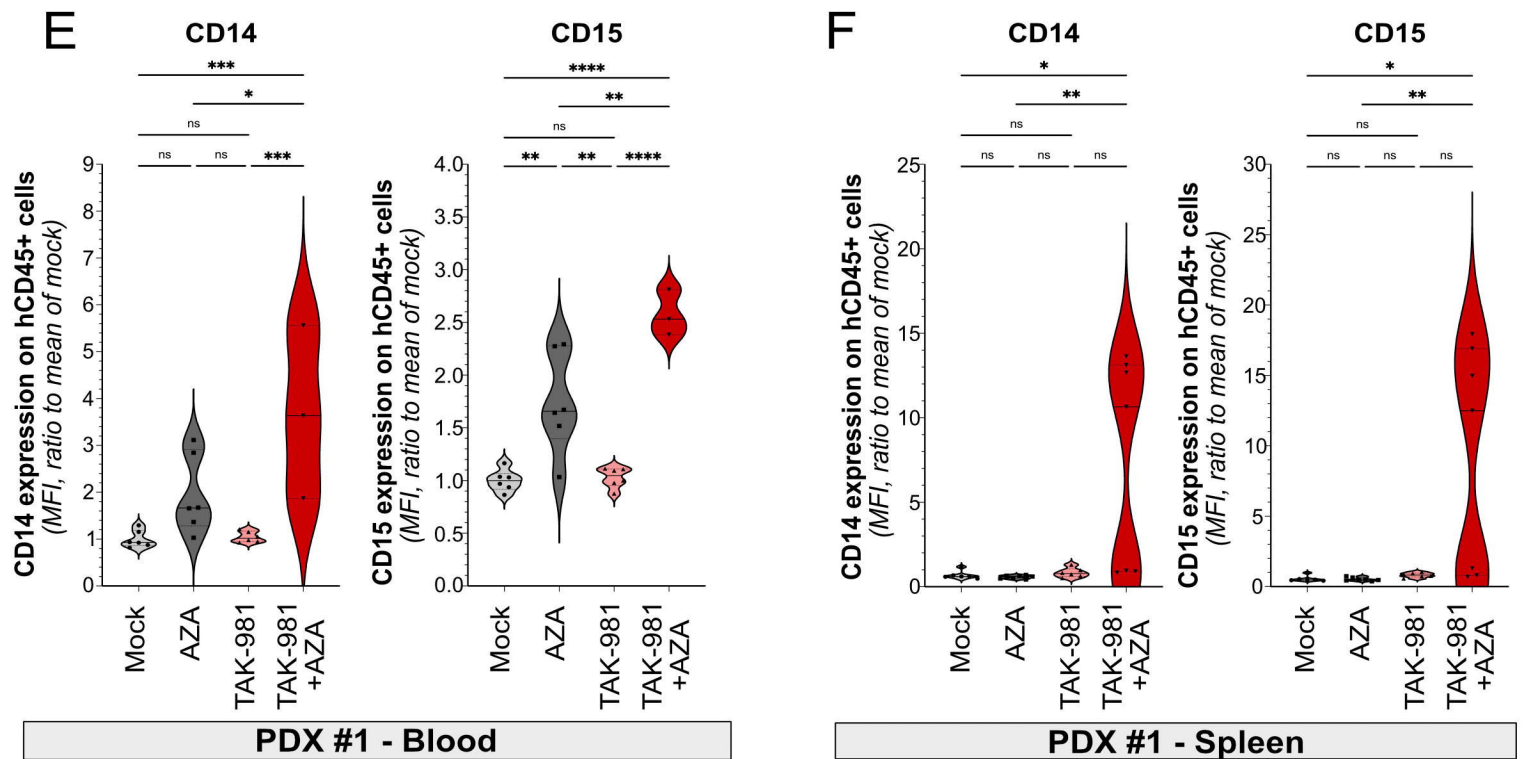 E
CD14
***
*
ns
ns ns ***
CD14 expression on hCD45+ cells
(MFI, ratio to mean of mock)
9
8
7
6
5
4
3
2
1
0
Mock
AZA
TAK-981
TAK-981
+AZA
CD15
****
**
ns
** ** ****
CD15 expression on hCD45+ cells
(MFI, ratio to mean of mock)
4.0
3.5
3.0
2.5
2.0
1.5
1.0
0.5
0.0
Mock
AZA
TAK-981
TAK-981
+AZA
PDX #1 - Blood
F
CD14
*
**
ns
ns ns ns
CD14 expression on hCD45+ cells
(MFI, ratio to mean of mock)
25
20
15
10
5
0
Mock
AZA
TAK-981
TAK-981
+AZA
CD15
*
**
ns
ns ns ns
CD15 expression on hCD45+ cells
(MFI, ratio to mean of mock)
30
25
20
15
10
5
0
Mock
AZA
TAK-981
TAK-981
+AZA
PDX #1 - Spleen